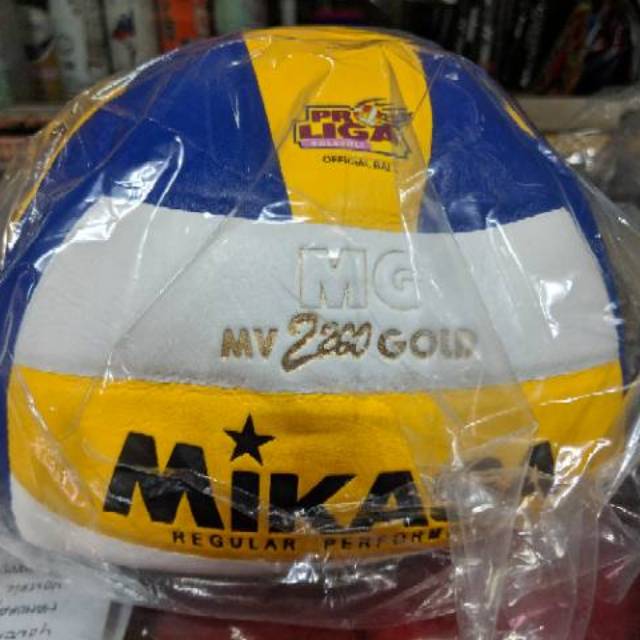 PRO
LIGA
OFFICIAL BALL
MG
MV 2200 GOLD
MiKASA
REGULAR PERFORM